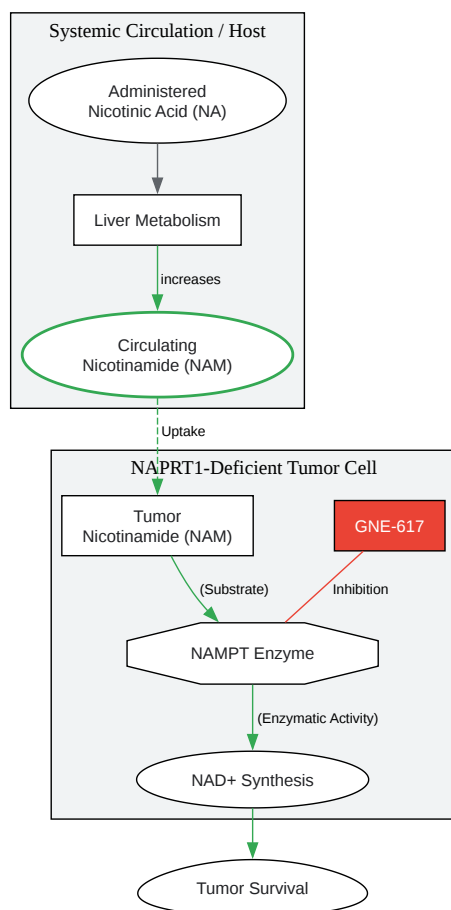 Systemic Circulation / Host
Administered
Nicotinic Acid (NA)
Liver Metabolism
increases
Circulating
Nicotinamide (NAM)
Uptake
NAPRT1-Deficient Tumor Cell
Tumor
Nicotinamide (NAM)
GNE-617
(Substrate)
Inhibition
NAMPT Enzyme
(Enzymatic Activity)
NAD+ Synthesis
Tumor Survival